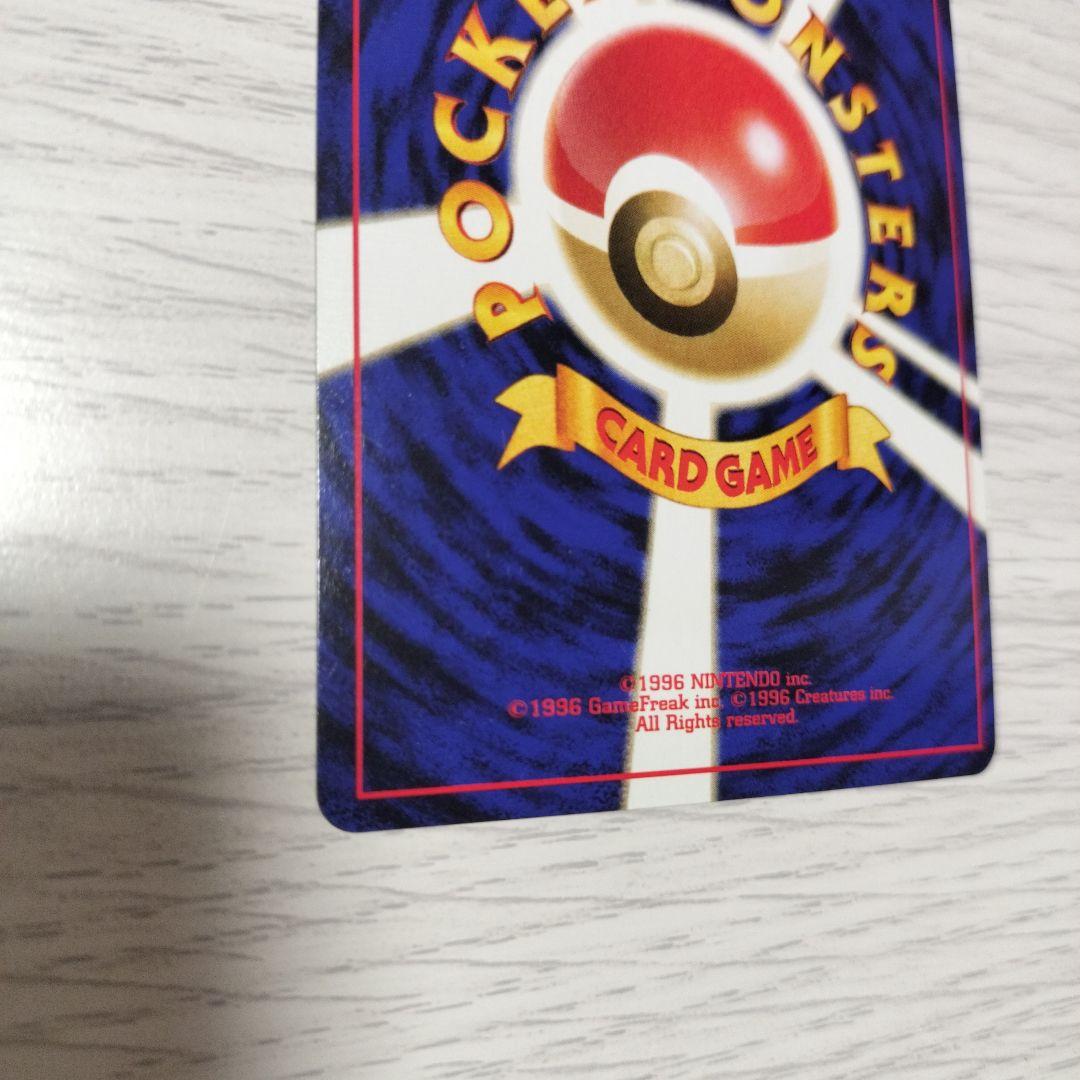 POCKE ONSTERS
CARD GAME
©1996 NINTENDO inc.
©1996 GameFreak inc. ©1996 Creatures inc.
All Rights reserved.